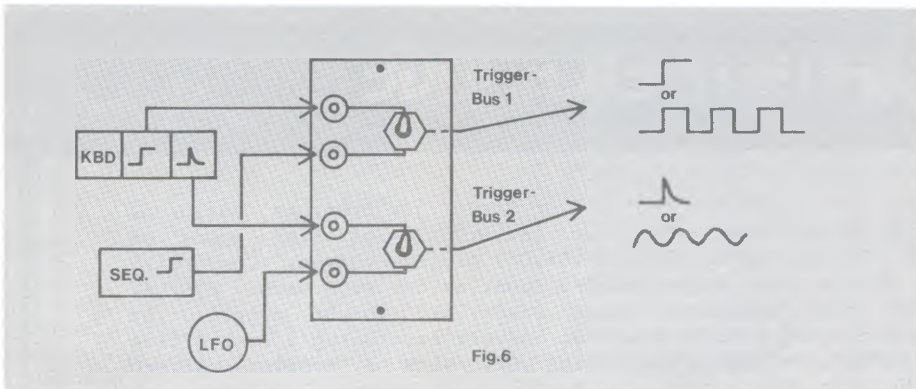 Trigger-
Bus 1
or
KBD
Trigger-
Bus 2
or
SEQ.
LFO
Fig.6